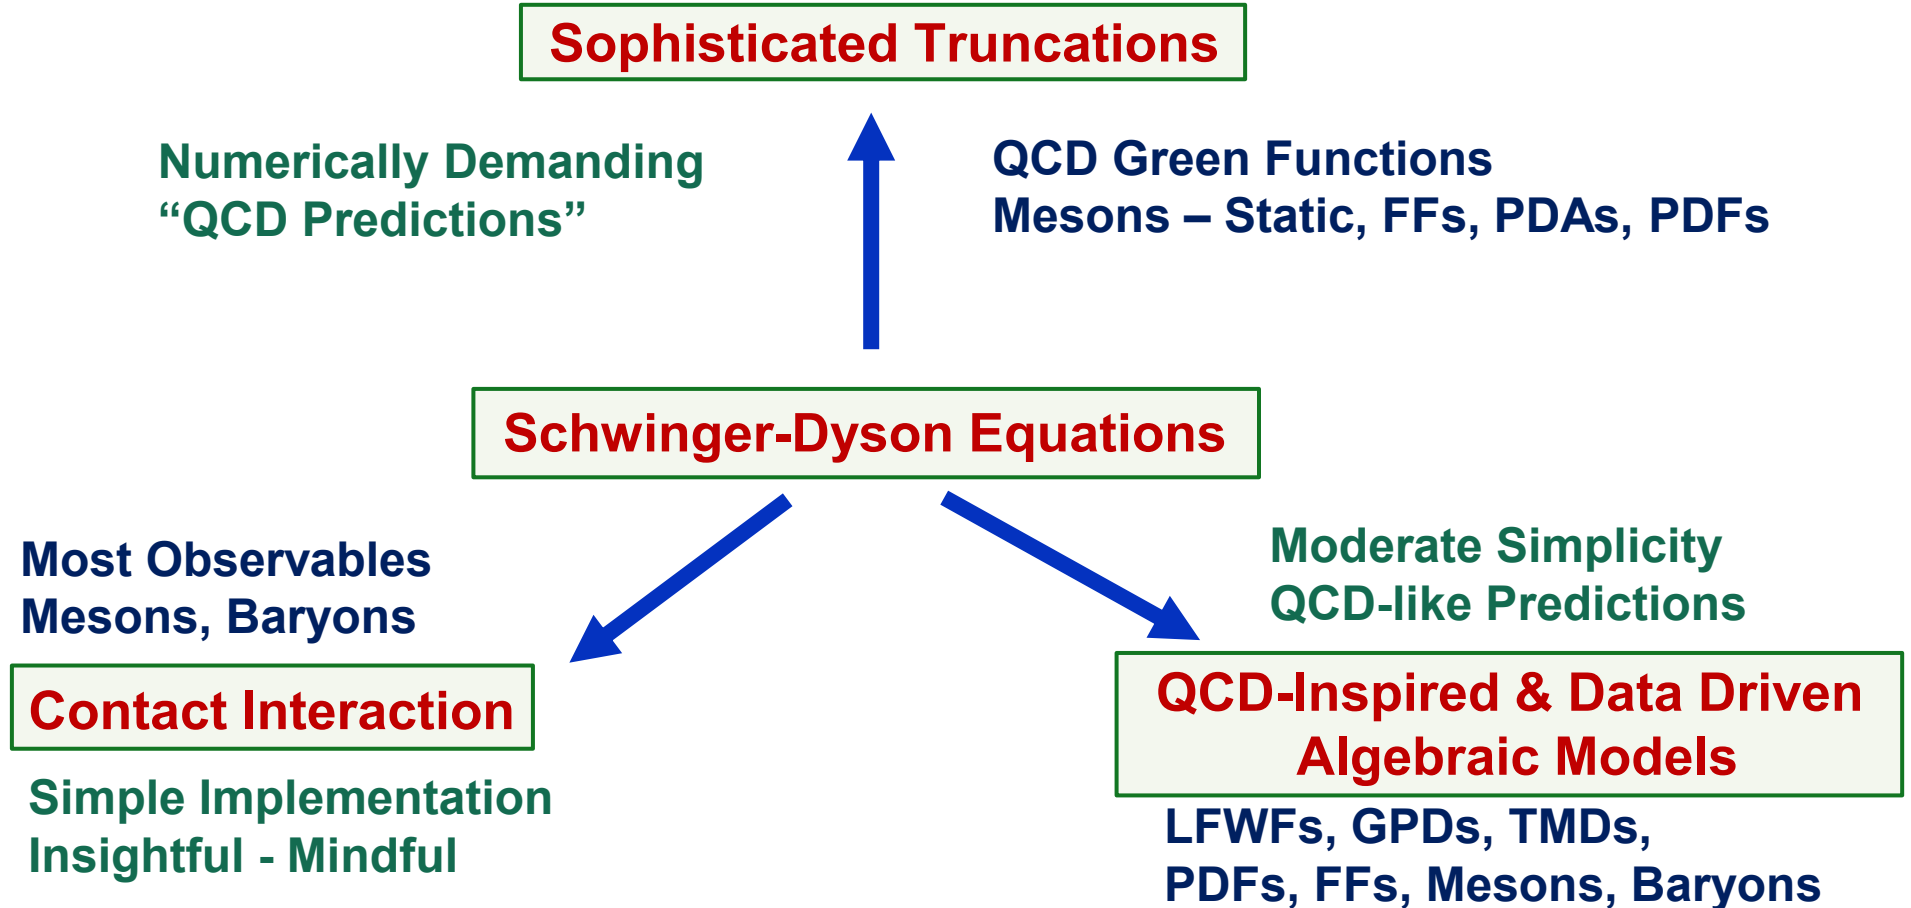 Sophisticated Truncations
Numerically Demanding
“QCD Predictions”
QCD Green Functions
Mesons – Static, FFs, PDAs, PDFs
Schwinger-Dyson Equations
Most Observables
Mesons, Baryons
Contact Interaction
Simple Implementation
Insightful - Mindful
Moderate Simplicity
QCD-like Predictions
QCD-Inspired & Data Driven
Algebraic Models
LFWFs, GPDs, TMDs,
PDFs, FFs, Mesons, Baryons